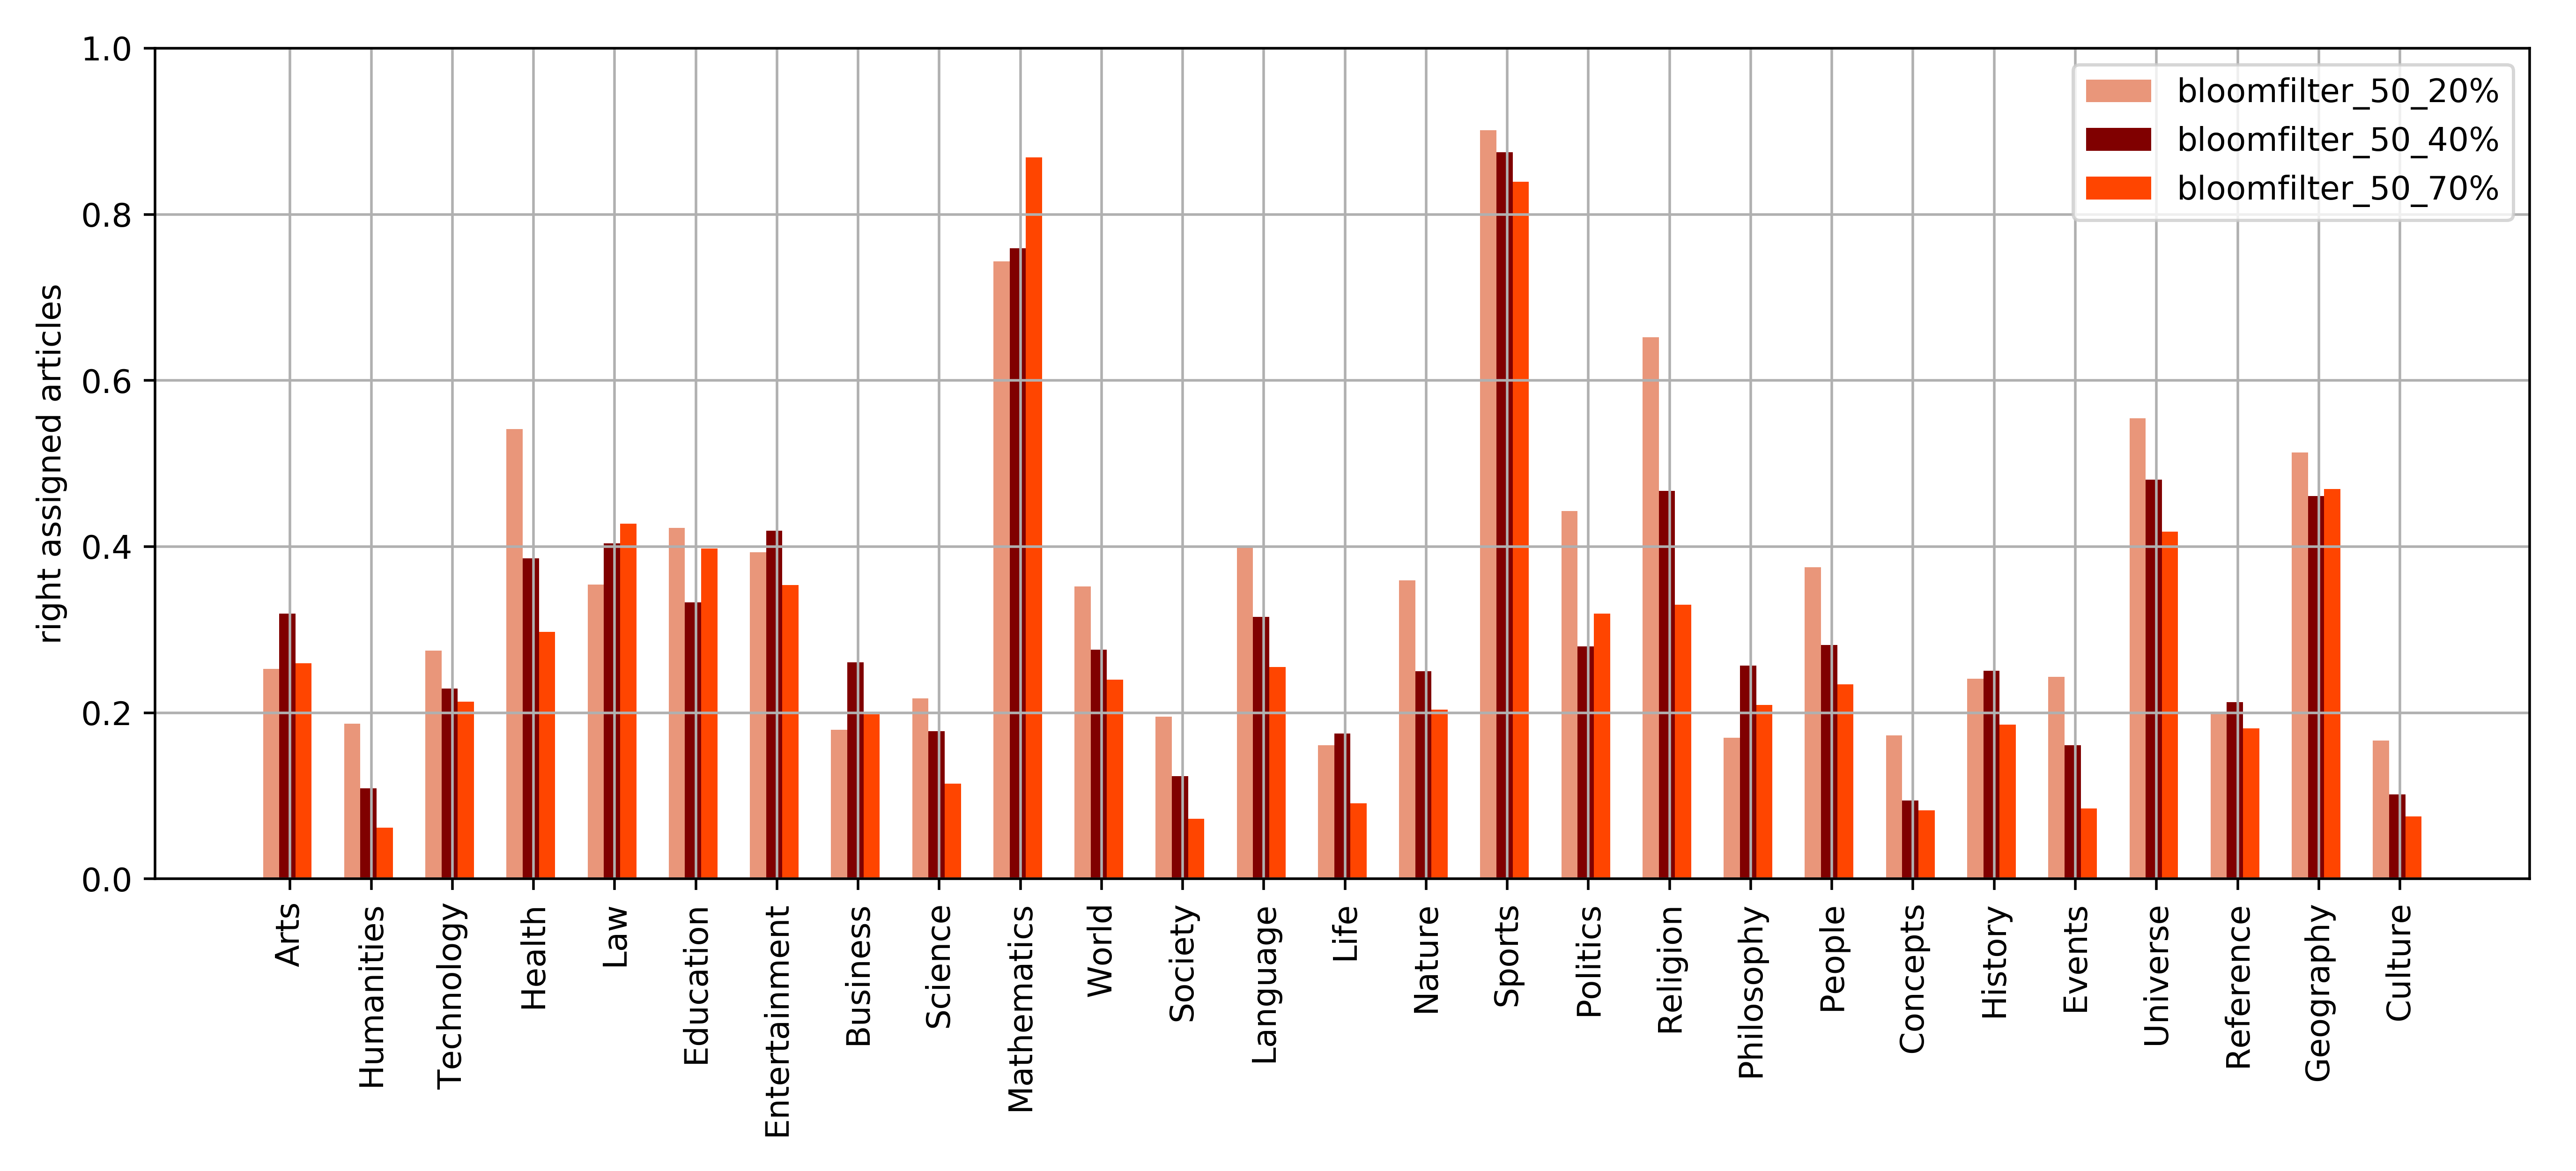 1.0
0.8
0.6
0.4
0.2
0.0
right assigned articles
bloomfilter_50_20%
bloomfilter_50_40%
bloomfilter_50_70%
Arts
Humanities
Technology
Health
Law
Education
Entertainment
Business
Science
Mathematics
World
Society
Language
Life
Nature
Sports
Politics
Religion
Philosophy
People
Concepts
History
Events
Universe
Reference
Geography
Culture